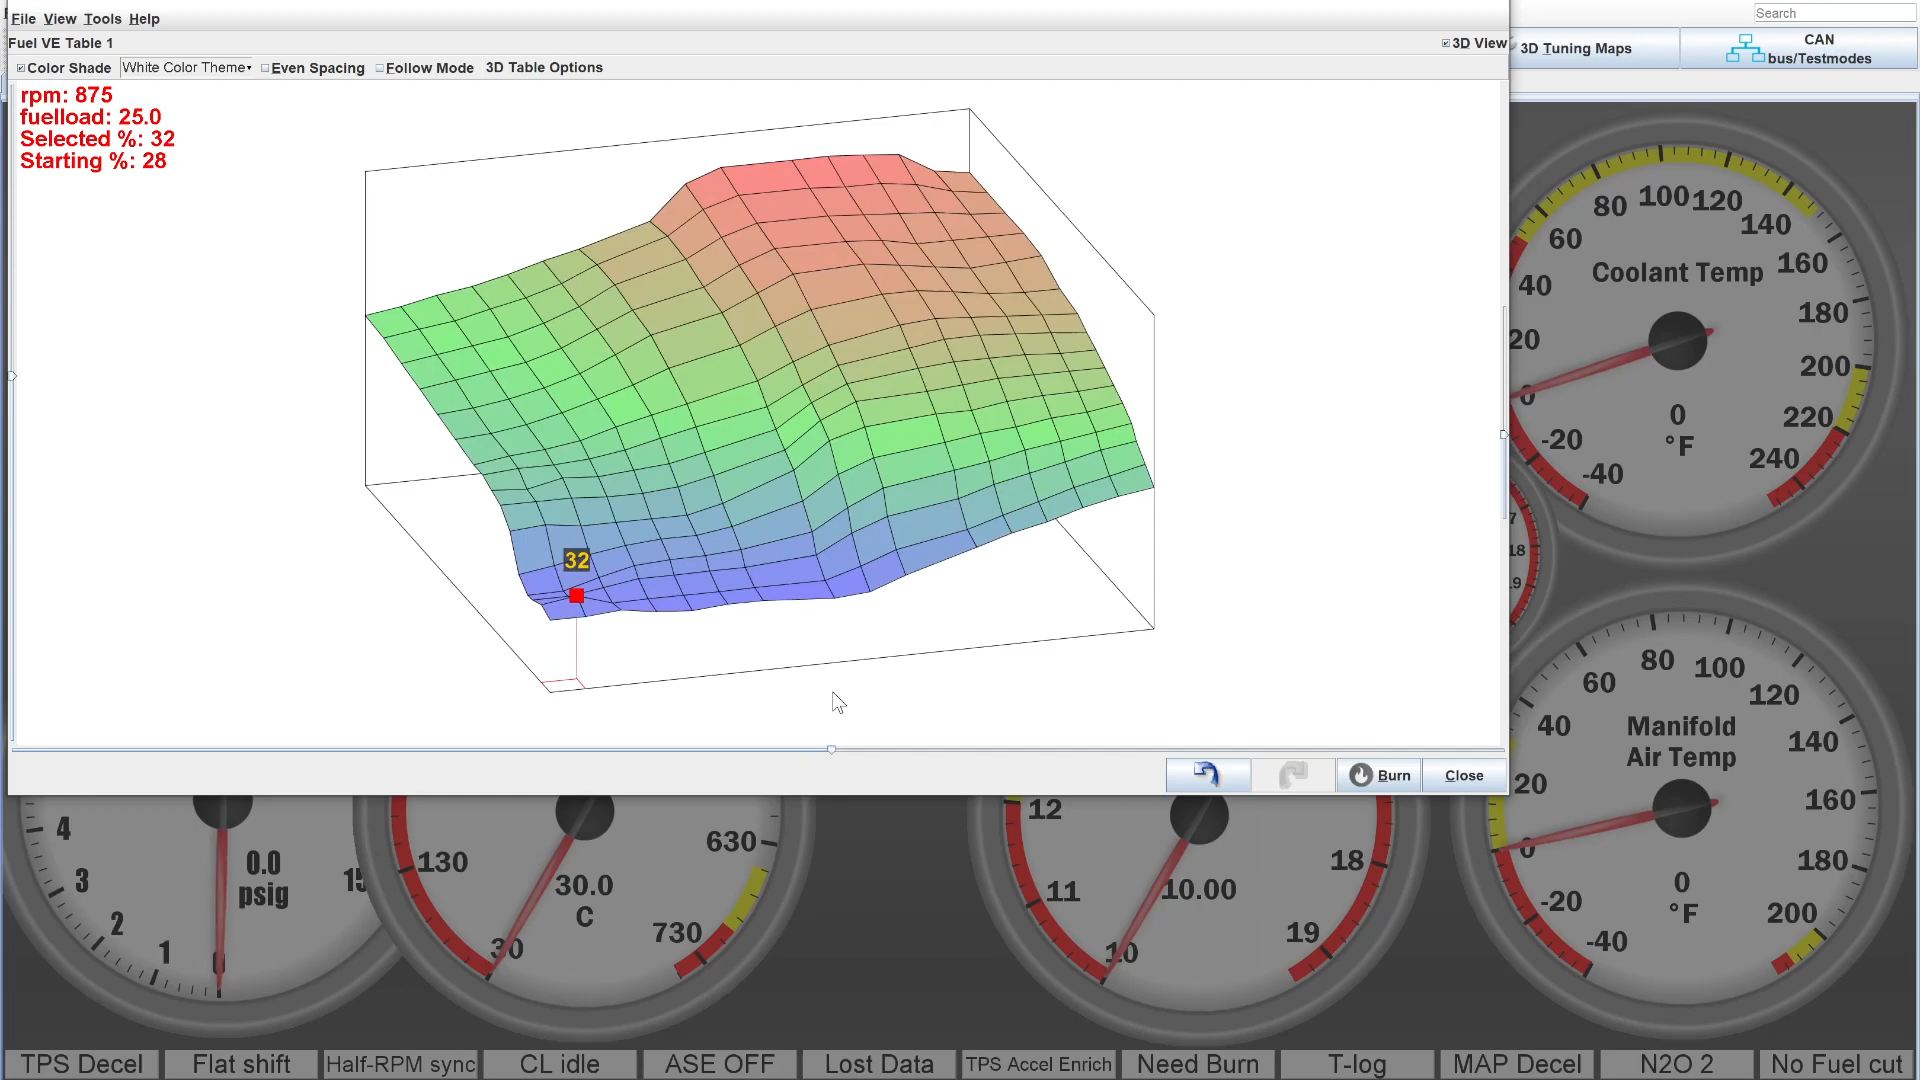 File View Tools Help
Search
Fuel VE Table 1
3D View
3D Tuning Maps
CAN
bus/Testmodes
Color Shade White Color Theme Even Spacing Follow Mode 3D Table Options
rpm: 875
fuelload: 25.0
Selected %: 32
Starting %: 28
32
Burn
Close
-40
-20
0
20
40
60
80
100
120
140
160
180
200
220
240
Coolant Temp
0
°F
18
-40
-20
0
20
40
60
80
100
120
140
160
180
200
Manifold
Air Temp
0
°F
0
1
2
3
4
0.0
psig
30
130
630
730
30.0
C
10
11
12
18
19
10.00
TPS Decel
Flat shift
Half-RPM sync
CL idle
ASE OFF
Lost Data
TPS Accel Enrich
Need Burn
T-log
MAP Decel
N2O 2
No Fuel cut